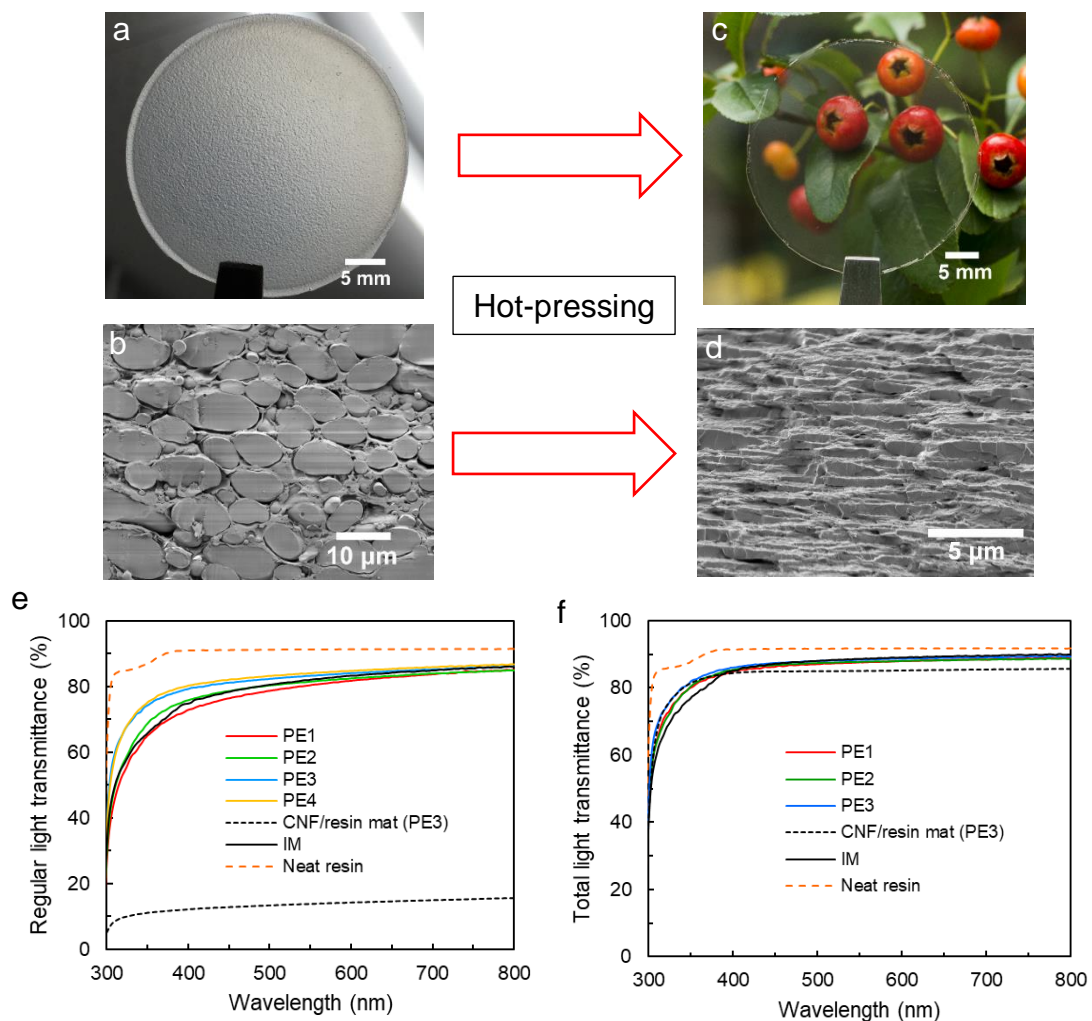 a
5 mm
c
5 mm
Hot-pressing
b
10 µm
d
5 µm
e
Regular light transmittance (%)
100
80
60
40
20
0
PE1
PE2
PE3
PE4
CNF/resin mat (PE3)
IM
Neat resin
300 400 500 600 700 800
Wavelength (nm)
f
Total light transmittance (%)
100
80
60
40
20
0
PE1
PE2
PE3
CNF/resin mat (PE3)
IM
Neat resin
300 400 500 600 700 800
Wavelength (nm)